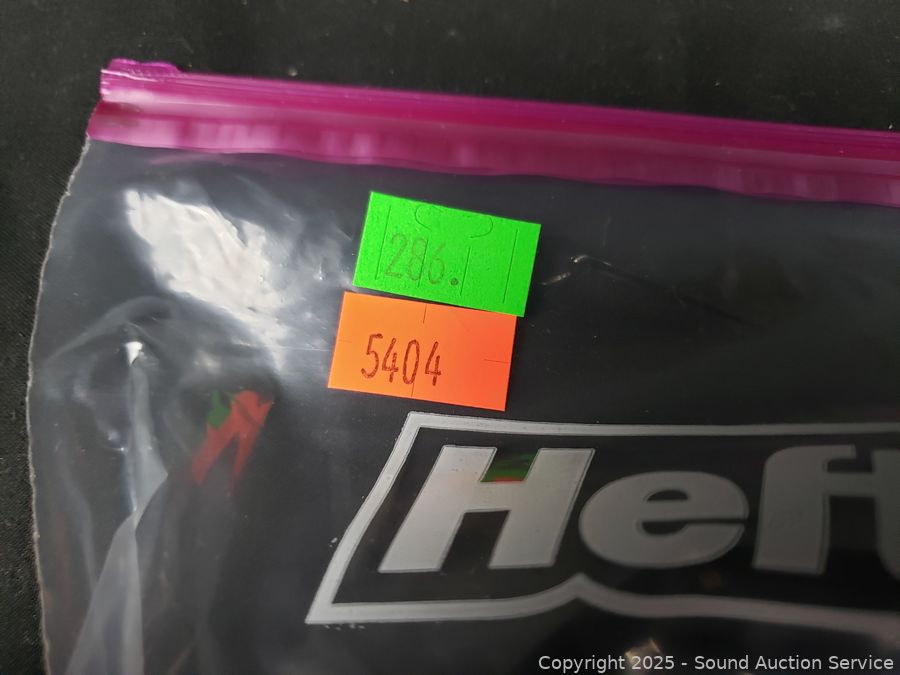 286.
5404
Heft
Copyright 2025 - Sound Auction Service